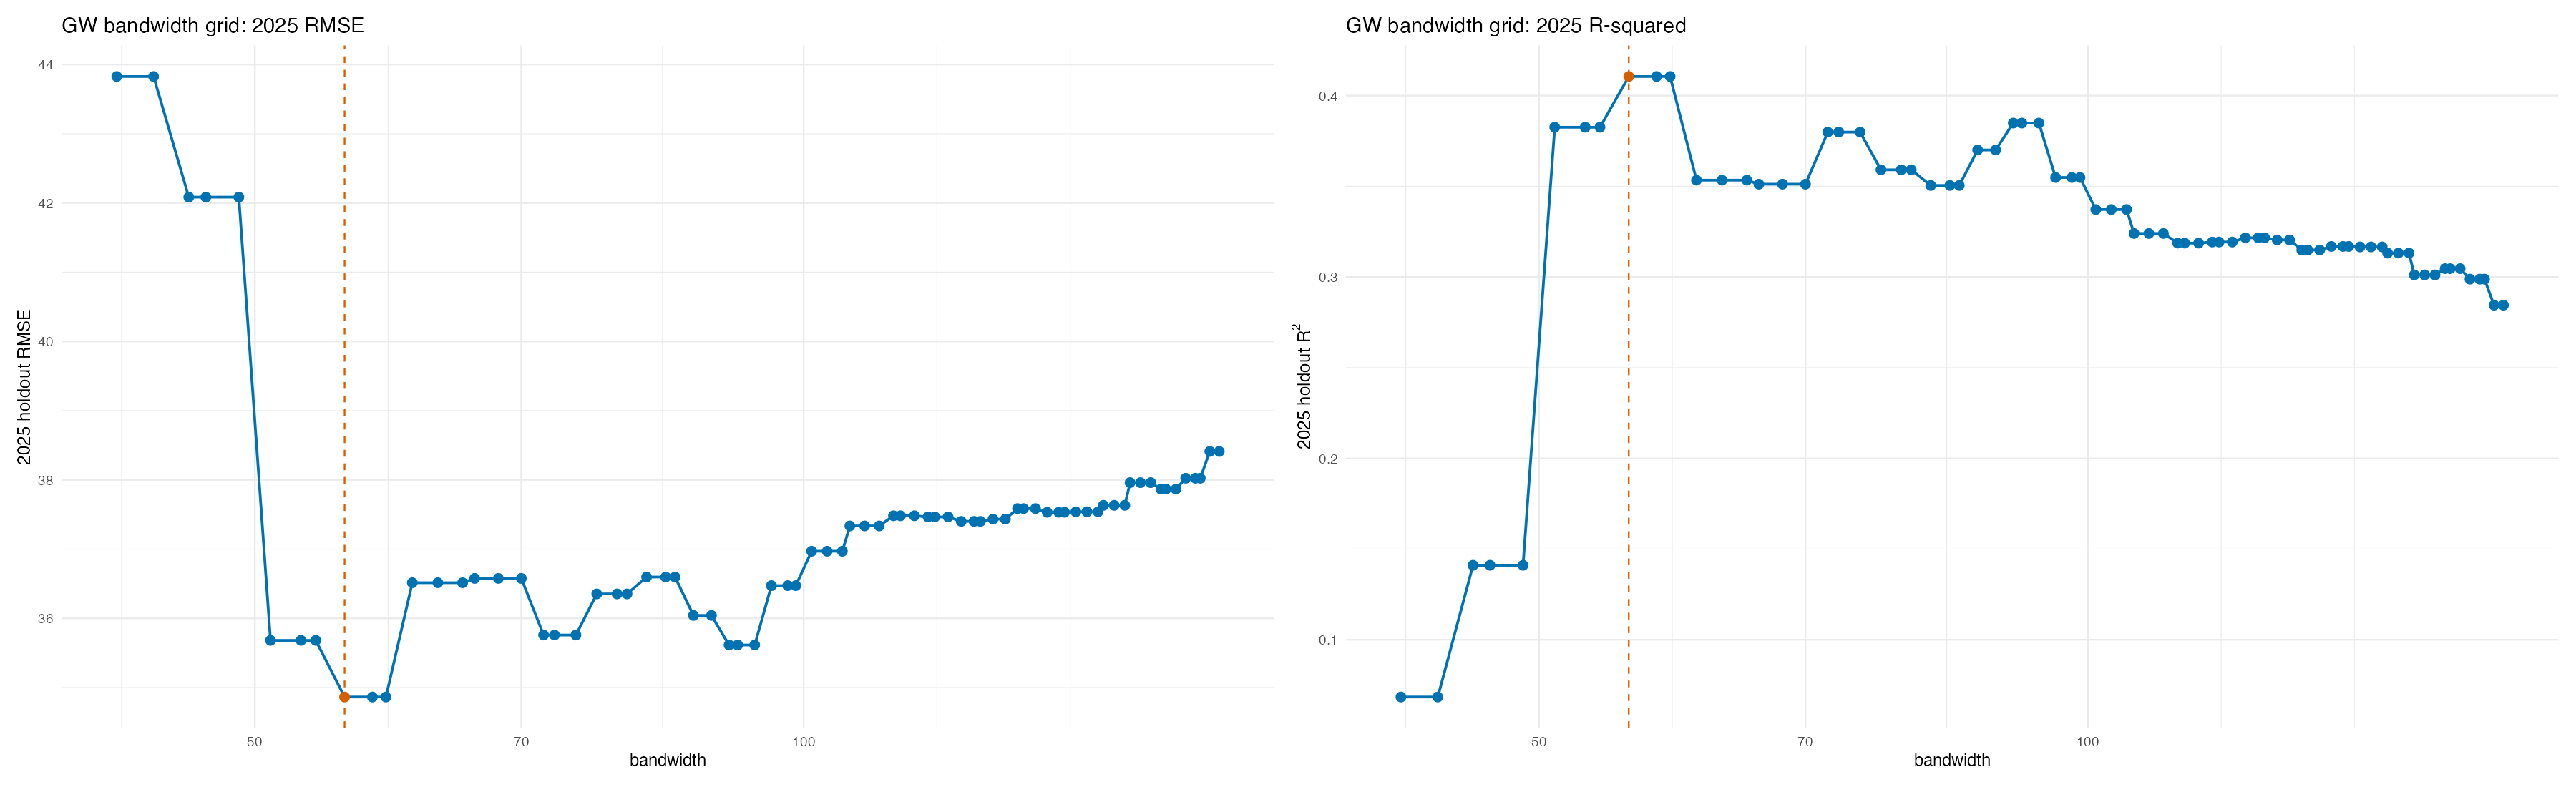 GW bandwidth grid: 2025 RMSE
44
42
40
38
36
2025 holdout RMSE
50 70 100
bandwidth
GW bandwidth grid: 2025 R-squared
0.4
0.3
0.2
0.1
2025 holdout R²
50 70 100
bandwidth